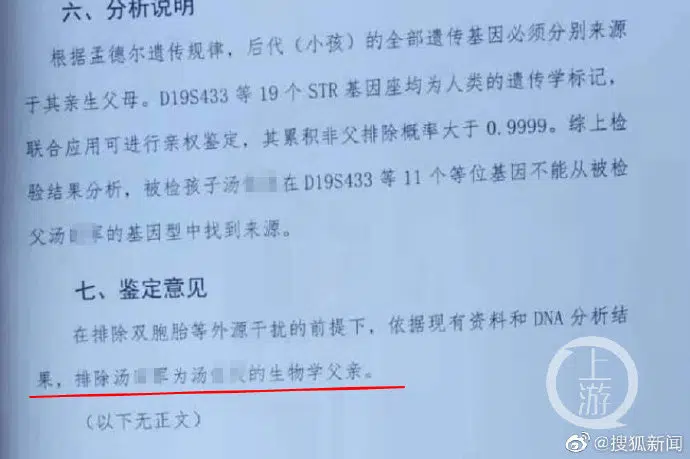 六、分析说明
根据孟德尔遗传规律，后代（小孩）的全部遗传基因必须分别来源
于其亲生父母。D19S433 等 19 个 STR 基因座均为人类的遗传学标记，
联合应用可进行亲权鉴定，其累积非父排除概率大于 0.9999。综上检
验结果分析，被检孩子汤在 D19S433 等 11 个等位基因不能从被检
父汤军的基因型中找到来源。
七、鉴定意见
在排除双胞胎等外源干扰的前提下，依据现有资料和 DNA 分析结
果，排除汤军为汤的生物学父亲。
（以下无正文）
上游
@搜狐新闻